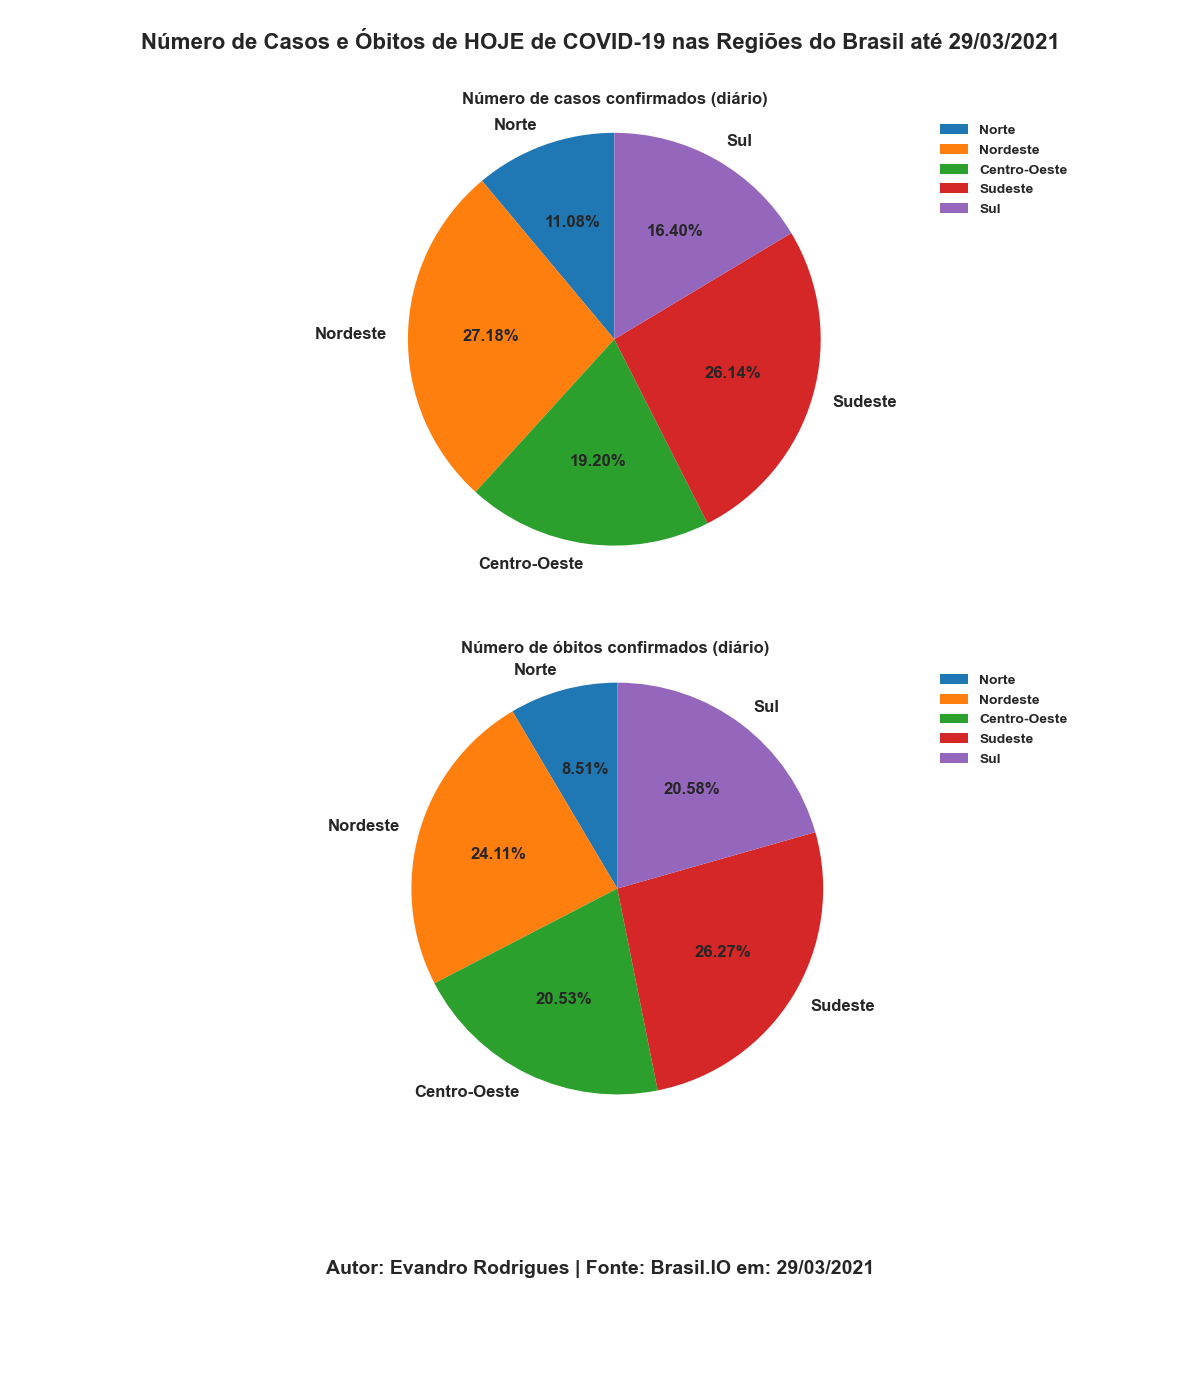 Número de Casos e Óbitos de HOJE de COVID-19 nas Regiões do Brasil até 29/03/2021
Número de casos confirmados (diário)
Norte
Sul
11.08%
16.40%
Nordeste
27.18%
26.14%
Sudeste
19.20%
Centro-Oeste
Norte
Nordeste
Centro-Oeste
Sudeste
Sul
Número de óbitos confirmados (diário)
Norte
Sul
8.51%
20.58%
Nordeste
24.11%
26.27%
20.53%
Sudeste
Centro-Oeste
Norte
Nordeste
Centro-Oeste
Sudeste
Sul
Autor: Evandro Rodrigues | Fonte: Brasil.IO em: 29/03/2021